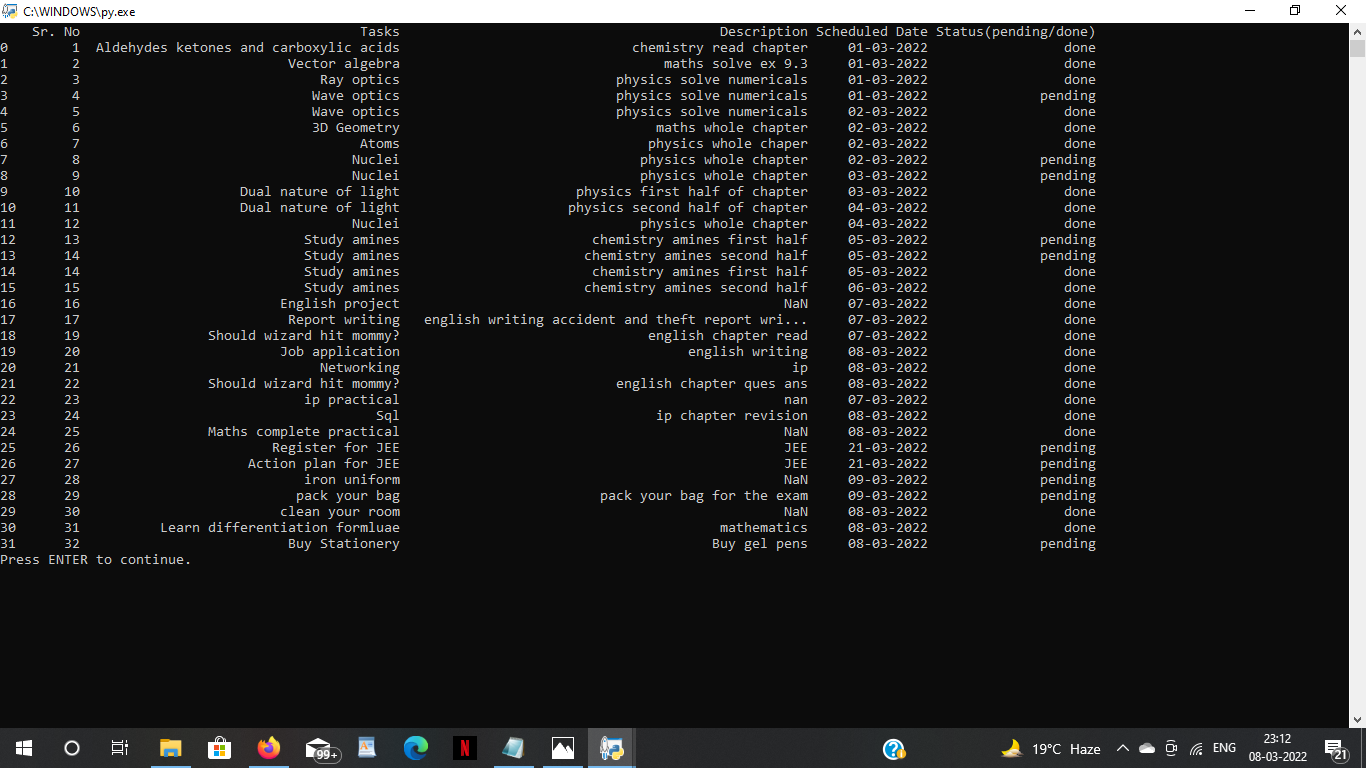 C:\WINDOWS\py.exe
Sr. No Tasks Description Scheduled Date Status(pending/done)
0 1 Aldehydes ketones and carboxylic acids chemistry read chapter 01-03-2022 done
1 2 Vector algebra maths solve ex 9.3 01-03-2022 done
2 3 Ray optics physics solve numericals 01-03-2022 done
3 4 Wave optics physics solve numericals 01-03-2022 pending
4 5 Wave optics physics solve numericals 02-03-2022 done
5 6 3D Geometry maths whole chapter 02-03-2022 done
6 7 Atoms physics whole chaper 02-03-2022 done
7 8 Nuclei physics whole chapter 02-03-2022 pending
8 9 Nuclei physics whole chapter 03-03-2022 pending
9 10 Dual nature of light physics first half of chapter 03-03-2022 done
10 11 Dual nature of light physics second half of chapter 04-03-2022 done
11 12 Nuclei physics whole chapter 04-03-2022 done
12 13 Study amines chemistry amines first half 05-03-2022 pending
13 14 Study amines chemistry amines second half 05-03-2022 pending
14 14 Study amines chemistry amines first half 05-03-2022 done
15 15 Study amines chemistry amines second half 06-03-2022 done
16 16 English project NaN 07-03-2022 done
17 17 Report writing english writing accident and theft report wri... 07-03-2022 done
18 19 Should wizard hit mommy? english chapter read 07-03-2022 done
19 20 Job application english writing 08-03-2022 done
20 21 Networking ip 08-03-2022 done
21 22 Should wizard hit mommy? english chapter ques ans 08-03-2022 done
22 23 ip practical nan 07-03-2022 done
23 24 Sql ip chapter revision 08-03-2022 done
24 25 Maths complete practical NaN 08-03-2022 done
25 26 Register for JEE JEE 21-03-2022 pending
26 27 Action plan for JEE JEE 21-03-2022 pending
27 28 iron uniform NaN 09-03-2022 pending
28 29 pack your bag pack your bag for the exam 09-03-2022 pending
29 30 clean your room NaN 08-03-2022 done
30 31 Learn differentiation formluae mathematics 08-03-2022 done
31 32 Buy Stationery Buy gel pens 08-03-2022 pending
Press ENTER to continue.
99+ N ? 19°C Haze ENG 23:12 21
08-03-2022